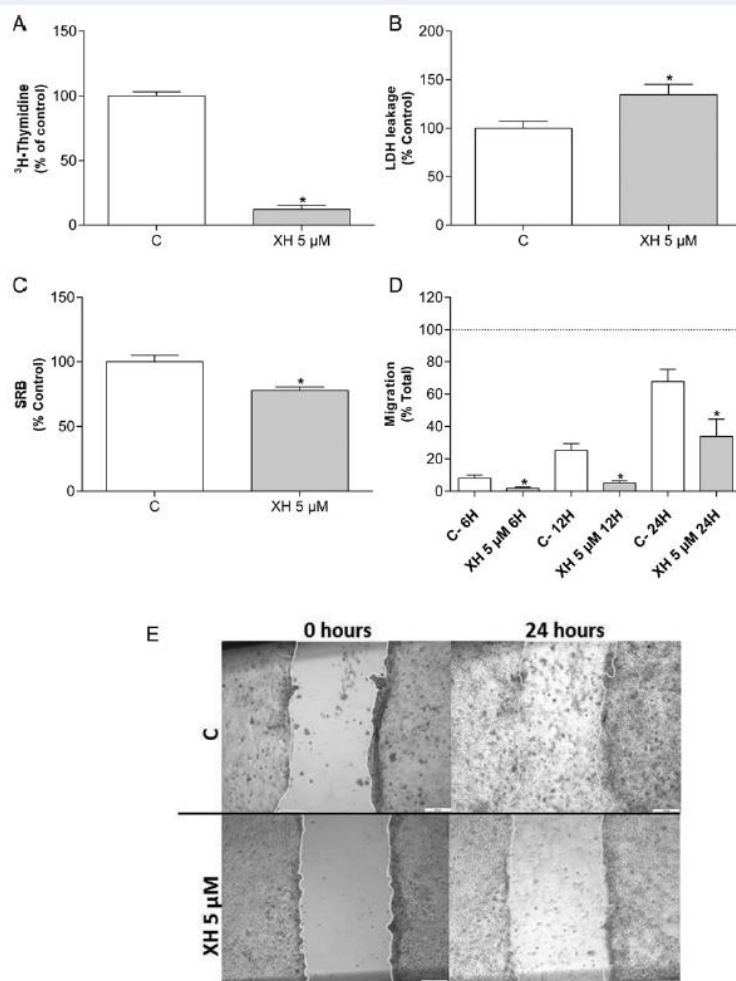 A
150
100
50
0
³H-Thymidine
(% of control)
*
C
XH 5 µM
B
200
150
100
50
0
LDH leakage
(% Control)
*
C
XH 5 µM
C
150
100
50
0
SRB
(% Control)
*
C
XH 5 µM
D
120
100
80
60
40
20
0
Migration
(% Total)
*
*
*
C- 6H
XH 5 µM 6H
C- 12H
XH 5 µM 12H
C- 24H
XH 5 µM 24H
E
0 hours
24 hours
C
XH 5 µM